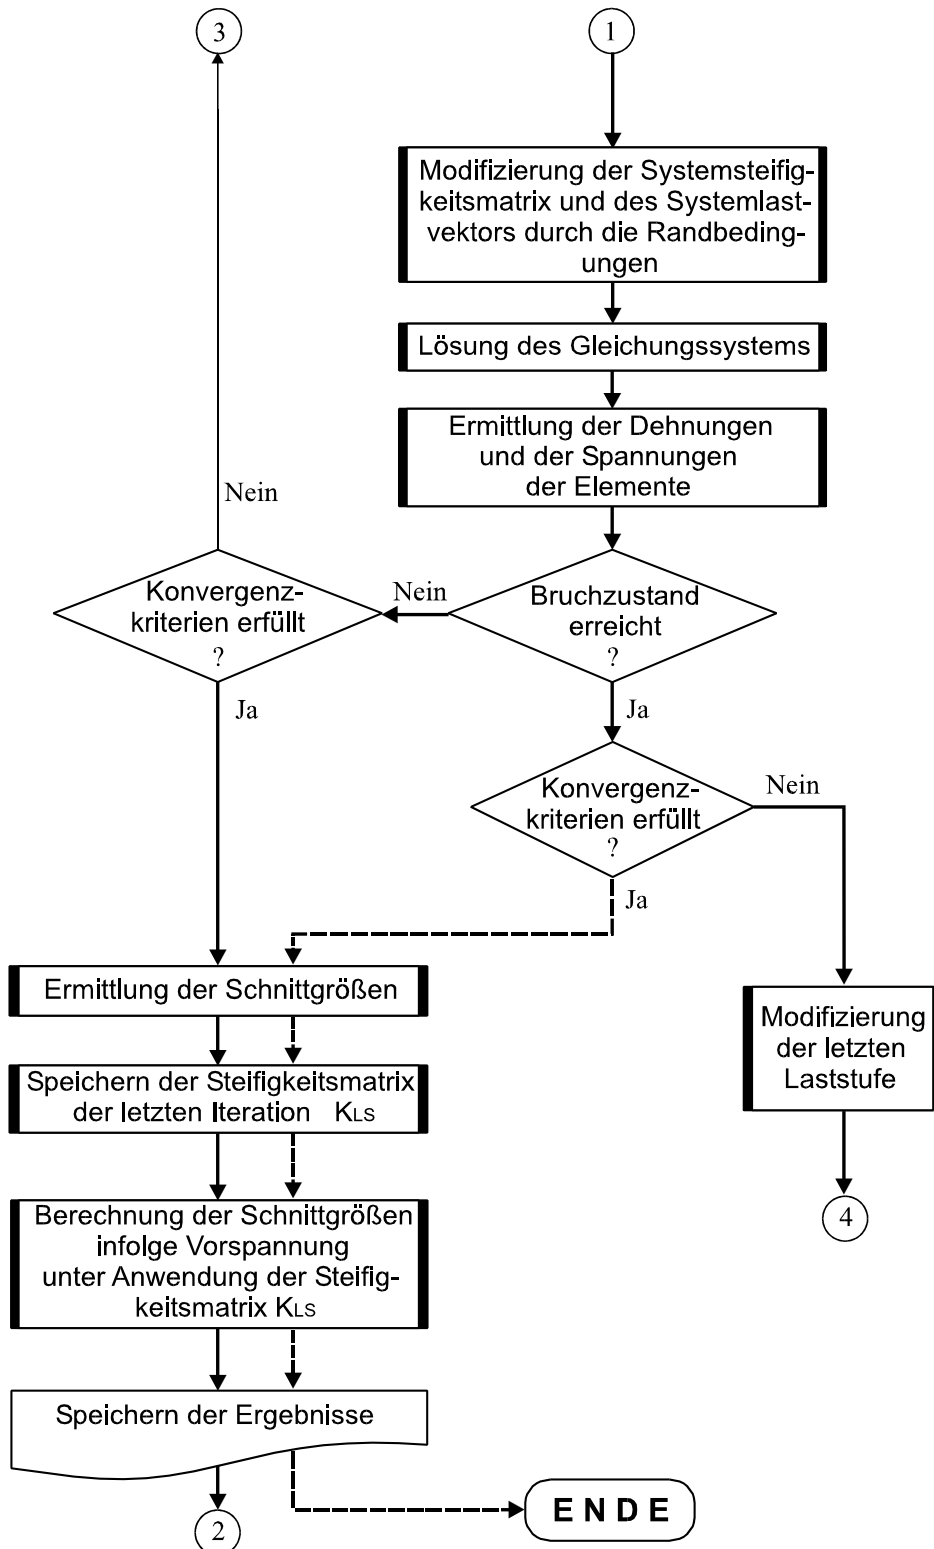 3
1
Modifizierung der Systemsteifig-
keitsmatrix und des Systemlast-
vektors durch die Randbeding-
ungen
Lösung des Gleichungssystems
Ermittlung der Dehnungen
und der Spannungen
der Elemente
Nein
Konvergenz-
kriterien erfüllt
?
Nein
Bruchzustand
erreicht
?
Ja
Ja
Konvergenz-
kriterien erfüllt
?
Nein
Ja
Ermittlung der Schnittgrößen
Modifizierung
der letzten
Laststufe
Speichern der Steifigkeitsmatrix
der letzten Iteration KLS
4
Berechnung der Schnittgrößen
infolge Vorspannung
unter Anwendung der Steifig-
keitsmatrix KLS
Speichern der Ergebnisse
E N D E
2